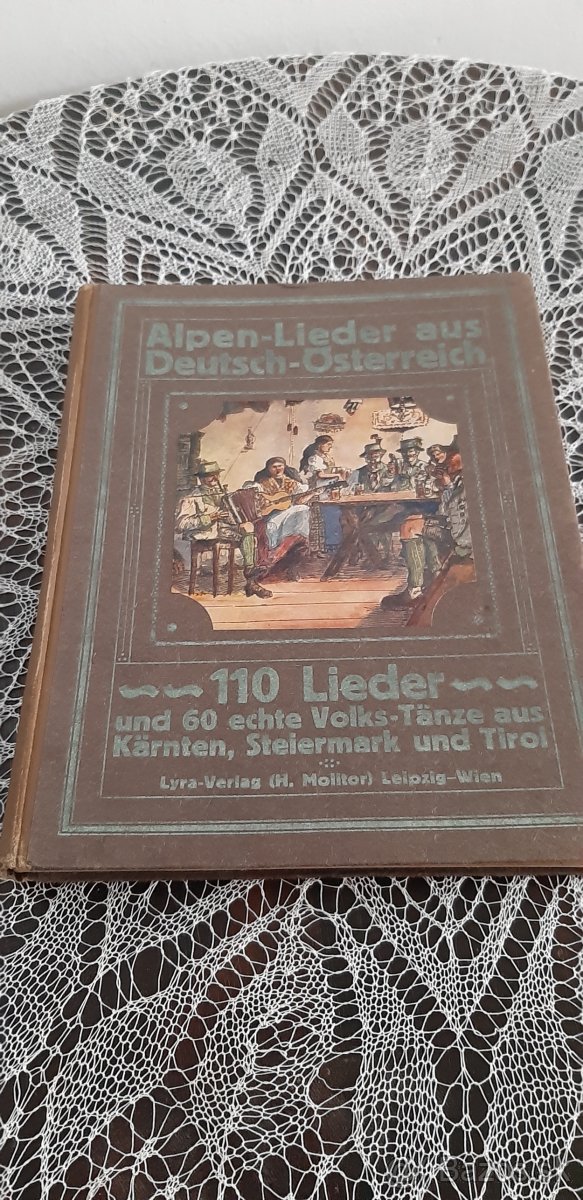 Alpen-Lieder aus
Deutsch-Österreich
110 Lieder
und 60 echte Volks-Tänze aus
Kärnten, Steiermark und Tirol
Lyra-Verlag (H. Molitor) Leipzig-Wien